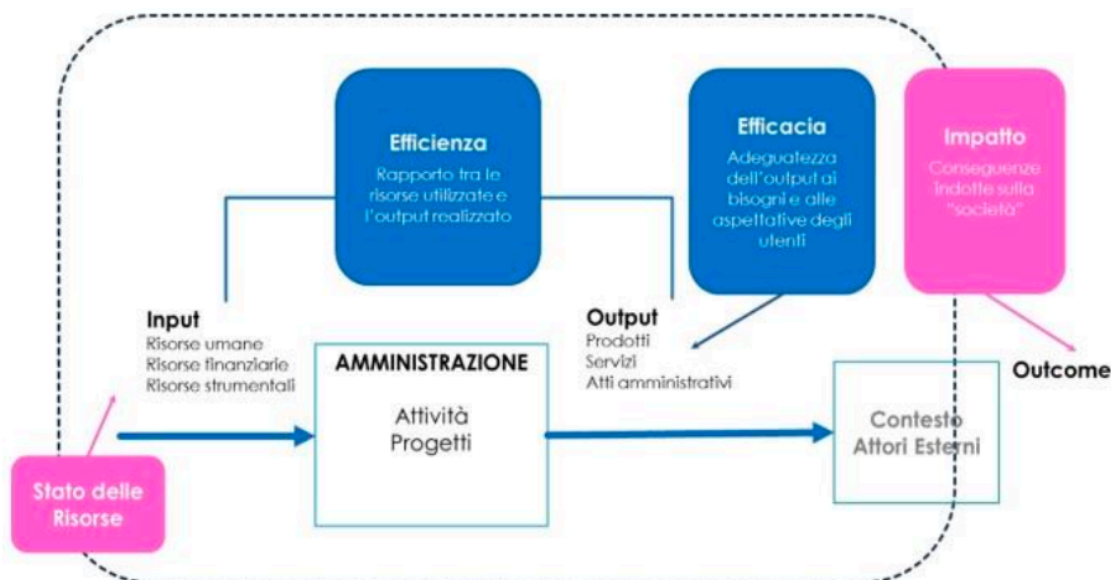 Efficienza
Rapporto tra le
risorse utilizzate e
l'output realizzato
Efficacia
Adeguatezza
dell'output ai
bisogni e alle
aspettative degli
utenti
Impatto
Conseguenze
indotte sulla
"società"
Input
Risorse umane
Risorse finanziarie
Risorse strumentali
AMMINISTRAZIONE
Attività
Progetti
Output
Prodotti
Servizi
Atti amministrativi
Outcome
Contesto
Attori Esterni
Stato delle
Risorse